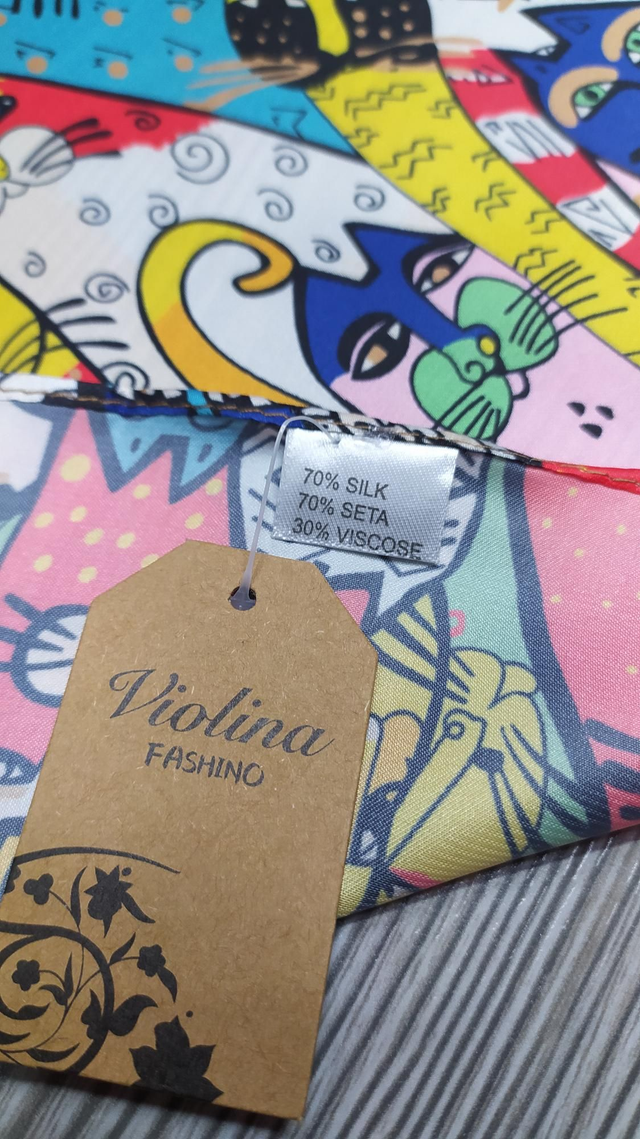 70% SILK
70% SETA
30% VISCOSE
Violina
FASHINO